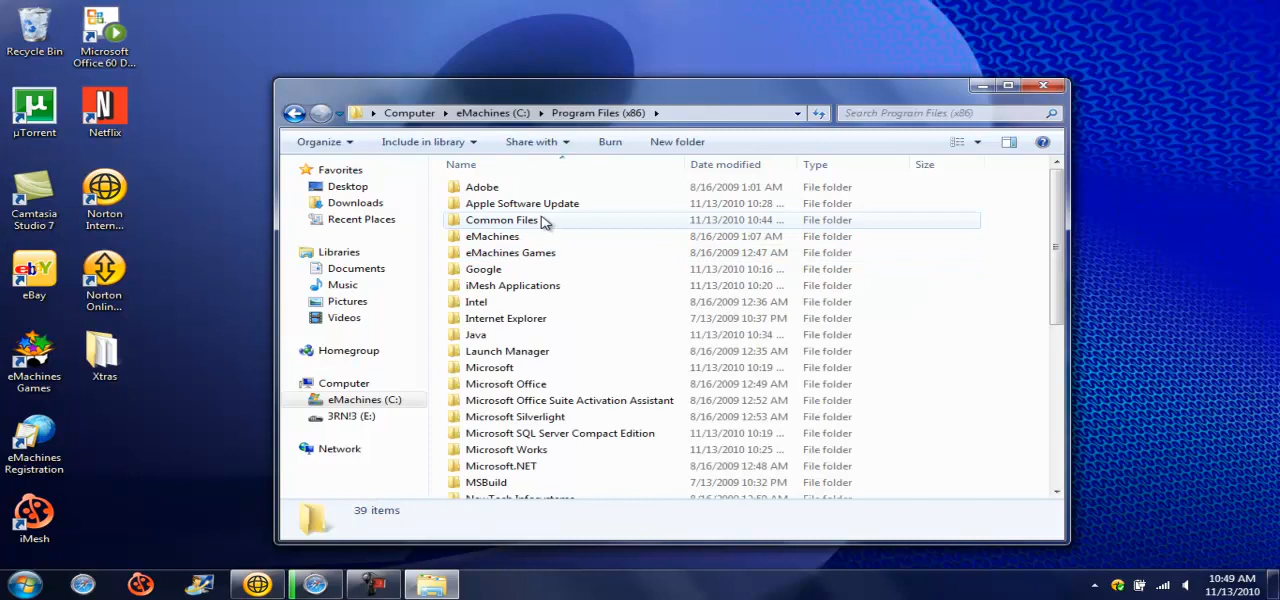 Recycle Bin
Microsoft
Office 60 D...
µTorrent
Netflix
Camtasia
Studio 7
Norton
Intern...
eBay
Norton
Onlin...
eMachines
Games
Xtras
eMachines
Registration
iMesh
Computer
eMachines (C:)
Program Files (x86)
Search Program Files (x86)
Organize
Include in library
Share with
Burn
New folder
Favorites
Desktop
Downloads
Recent Places
Libraries
Documents
Music
Pictures
Videos
Homegroup
Computer
eMachines (C:)
3RN!3 (E:)
Network
Name Date modified Type Size
Adobe 8/16/2009 1:01 AM File folder
Apple Software Update 11/13/2010 10:28 ... File folder
Common Files 11/13/2010 10:44 ... File folder
eMachines 8/16/2009 1:07 AM File folder
eMachines Games 8/16/2009 12:47 AM File folder
Google 11/13/2010 10:16 ... File folder
iMesh Applications 11/13/2010 10:20 ... File folder
Intel 8/16/2009 12:36 AM File folder
Internet Explorer 7/13/2009 10:37 PM File folder
Java 11/13/2010 10:34 ... File folder
Launch Manager 8/16/2009 12:35 AM File folder
Microsoft 11/13/2010 10:19 ... File folder
Microsoft Office 8/16/2009 12:49 AM File folder
Microsoft Office Suite Activation Assistant 8/16/2009 12:52 AM File folder
Microsoft Silverlight 8/16/2009 12:53 AM File folder
Microsoft SQL Server Compact Edition 11/13/2010 10:19 ... File folder
Microsoft Works 11/13/2010 10:25 ... File folder
Microsoft.NET 8/16/2009 12:48 AM File folder
MSBuild 7/13/2009 10:32 PM File folder
39 items
10:49 AM
11/13/2010